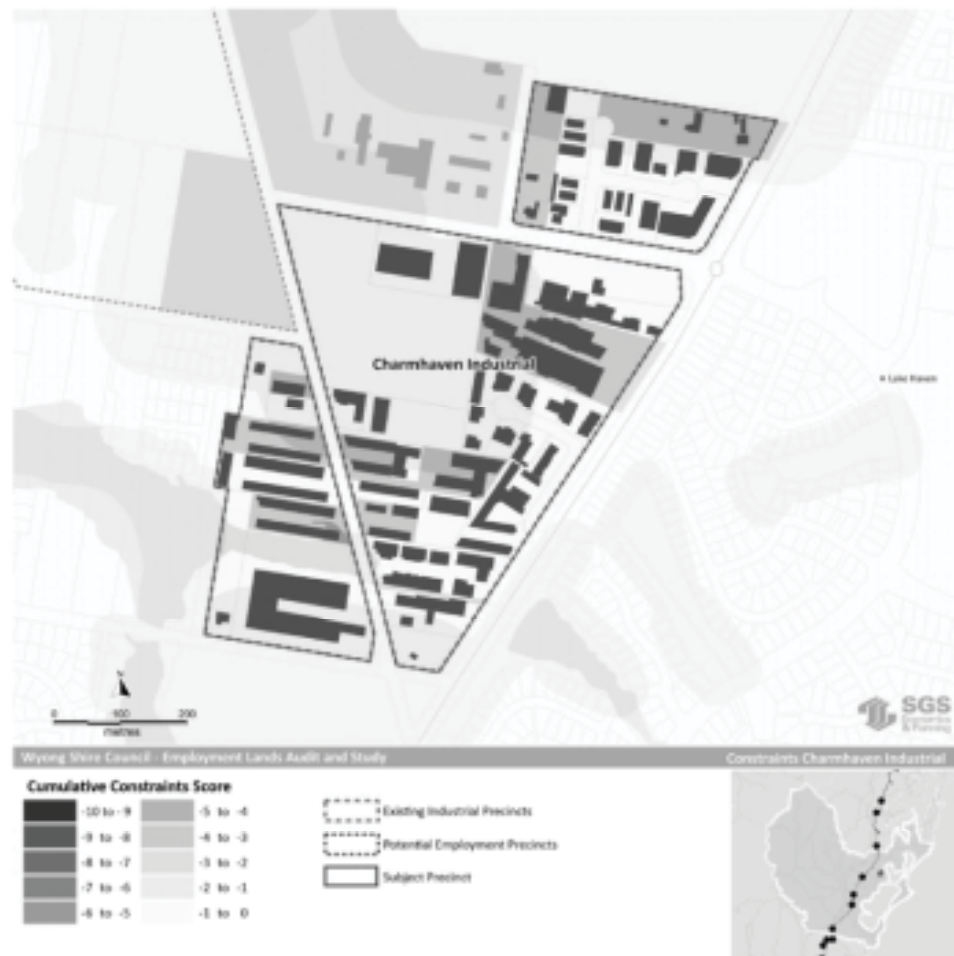 Charmhaven Industrial
Lake Haven
N
0 100 200
metres
SGS
Economics
& Planning
Wyong Shire Council - Employment Lands Audit and Study
Constraints Charmhaven Industrial
Cumulative Constraints Score
-10 to -9
-9 to -8
-8 to -7
-7 to -6
-6 to -5
-5 to -4
-4 to -3
-3 to -2
-2 to -1
-1 to 0
Existing Industrial Precincts
Potential Employment Precincts
Subject Precinct